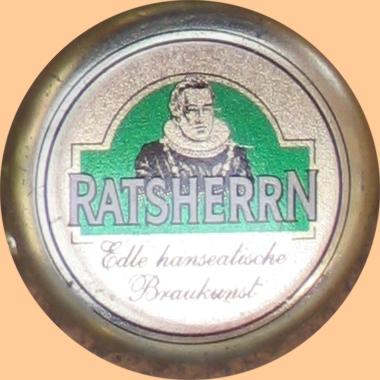 RATSHERRN
Edle hanseatische
Braukunst